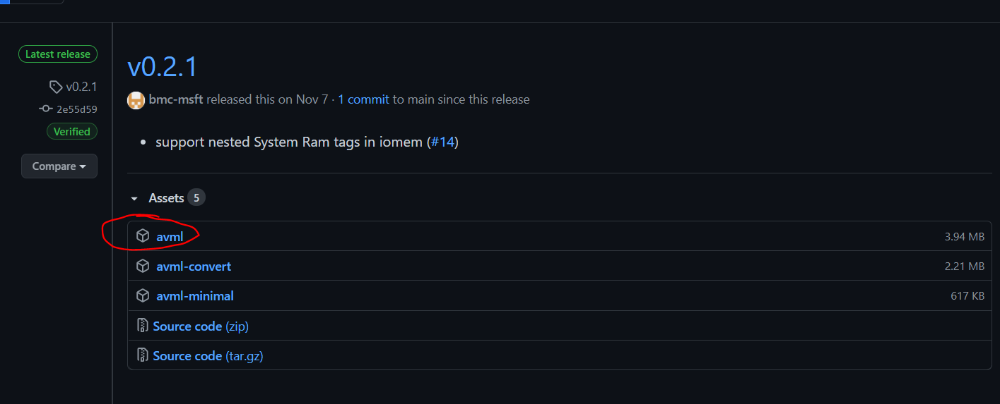 Latest release
v0.2.1
2e55d59
Verified
Compare
v0.2.1
bmc-msft released this on Nov 7 · 1 commit to main since this release
• support nested System Ram tags in iomem (#14)
Assets 5
avml 3.94 MB
avml-convert 2.21 MB
avml-minimal 617 KB
Source code (zip)
Source code (tar.gz)